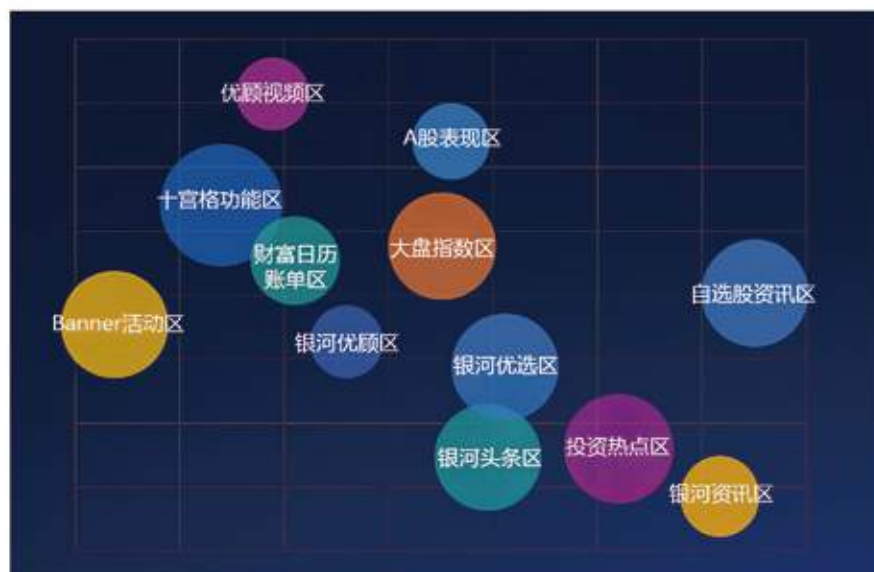 优顾视频区
A股表现区
十宫格功能区
财富日历
账单区
大盘指数区
自选股资讯区
Banner活动区
银河优顾区
银河优选区
银河头条区
投资热点区
银河资讯区